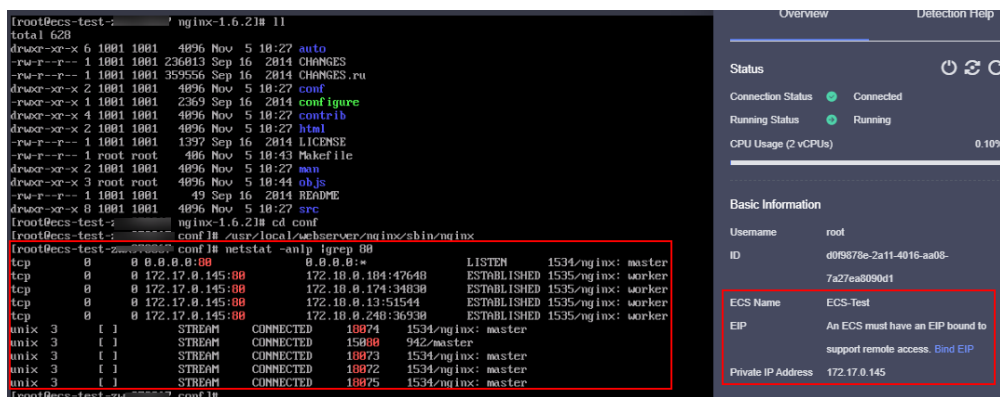 [root@ecs-test- nginx-1.6.2]# ll
total 628
drwxr-xr-x 6 1001 1001 4096 Nov 5 10:27 auto
-rw-r--r-- 1 1001 1001 236013 Sep 16 2014 CHANGES
-rw-r--r-- 1 1001 1001 359556 Sep 16 2014 CHANGES.ru
drwxr-xr-x 2 1001 1001 4096 Nov 5 10:27 conf
-rwxr-xr-x 1 1001 1001 2369 Sep 16 2014 configure
drwxr-xr-x 4 1001 1001 4096 Nov 5 10:27 contrib
drwxr-xr-x 2 1001 1001 4096 Nov 5 10:27 html
-rw-r--r-- 1 1001 1001 1397 Sep 16 2014 LICENSE
-rw-r--r-- 1 root root 406 Nov 5 10:43 Makefile
drwxr-xr-x 2 1001 1001 4096 Nov 5 10:27 man
drwxr-xr-x 3 root root 4096 Nov 5 10:44 objs
-rw-r--r-- 1 1001 1001 49 Sep 16 2014 README
drwxr-xr-x 8 1001 1001 4096 Nov 5 10:27 src
[root@ecs-test- nginx-1.6.2]# cd conf
[root@ecs-test- conf]# /usr/local/webserver/nginx/sbin/nginx
[root@ecs-test- conf]# netstat -anlp |grep 80
tcp 0 0 0.0.0.0:80 0.0.0.0:* LISTEN 1534/nginx: master
tcp 0 0 172.17.0.145:80 172.18.0.184:47648 ESTABLISHED 1535/nginx: worker
tcp 0 0 172.17.0.145:80 172.18.0.174:34830 ESTABLISHED 1535/nginx: worker
tcp 0 0 172.17.0.145:80 172.18.0.13:51544 ESTABLISHED 1535/nginx: worker
tcp 0 0 172.17.0.145:80 172.18.0.248:36930 ESTABLISHED 1535/nginx: worker
unix 3 [ ] STREAM CONNECTED 18074 1534/nginx: master
unix 3 [ ] STREAM CONNECTED 15080 942/master
unix 3 [ ] STREAM CONNECTED 18073 1534/nginx: master
unix 3 [ ] STREAM CONNECTED 18072 1534/nginx: master
unix 3 [ ] STREAM CONNECTED 18075 1534/nginx: master
[root@ecs-test- conf]#
Overview Detection Help
Status
Connection Status Connected
Running Status Running
CPU Usage (2 vCPUs) 0.10%
Basic Information
Username root
ID d0f9878e-2a11-4016-aa08-
7a27ea8090d1
ECS Name ECS-Test
EIP An ECS must have an EIP bound to
support remote access. Bind EIP
Private IP Address 172.17.0.145